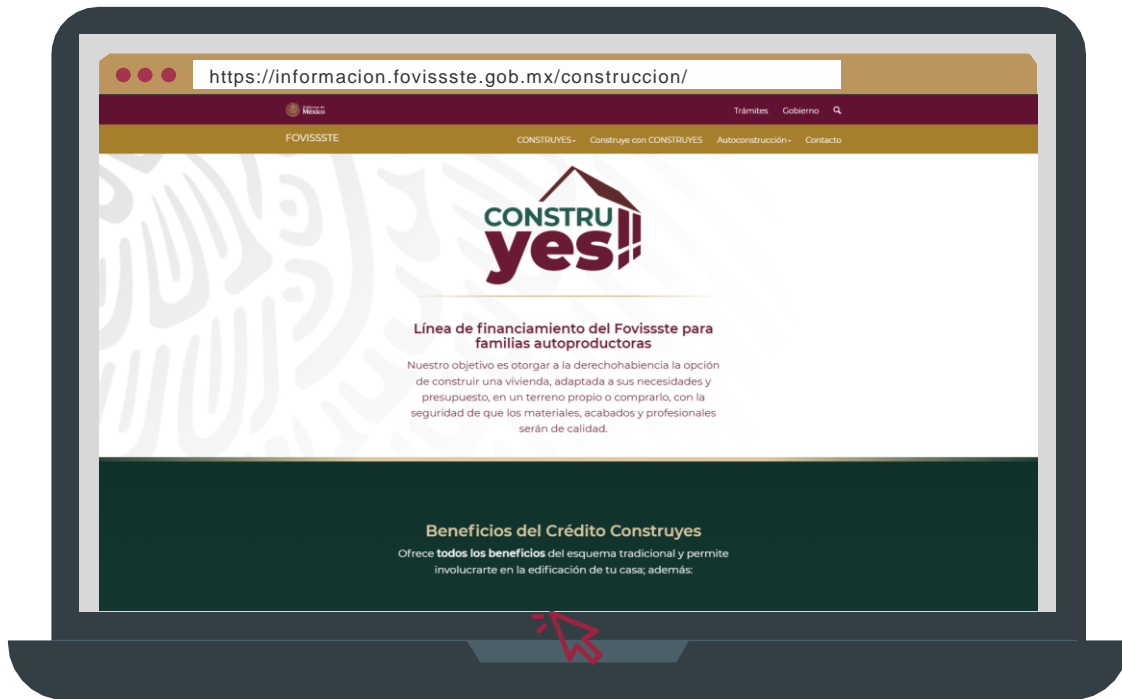 https://informacion.fovissste.gob.mx/construccion/
Gobierno de
México
Trámites Gobierno
FOVISSSTE
CONSTRUYES Construye con CONSTRUYES Autoconstrucción Contacto
CONSTRU
yes!!
Línea de financiamiento del Fovissste para
familias autoproductoras
Nuestro objetivo es otorgar a la derechohabiencia la opción
de construir una vivienda, adaptada a sus necesidades y
presupuesto, en un terreno propio o comprarlo, con la
seguridad de que los materiales, acabados y profesionales
serán de calidad.
Beneficios del Crédito Construyes
Ofrece todos los beneficios del esquema tradicional y permite
involucrarte en la edificación de tu casa; además: